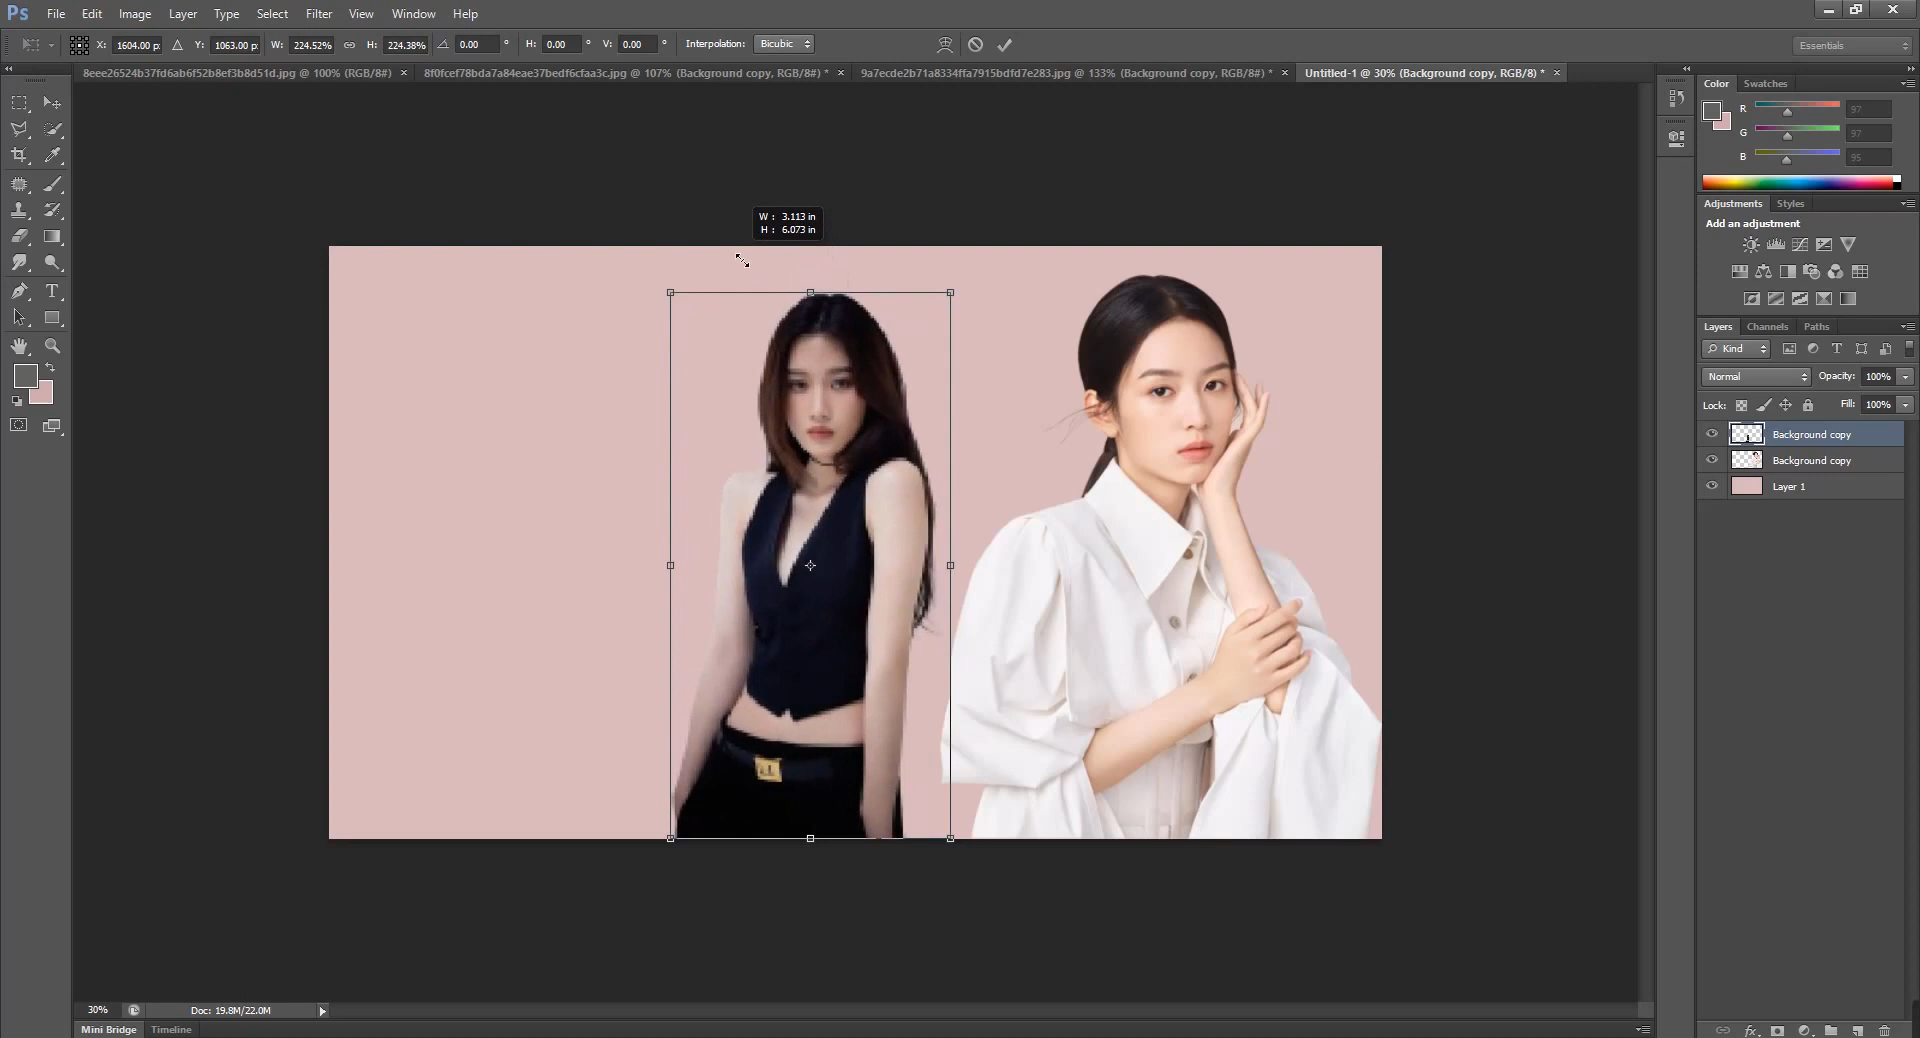 Ps File Edit Image Layer Type Select Filter View Window Help
X: 1604.00 p: Y: 1063.00 p: W: 224.52% H: 224.38% 0.00 ° H: 0.00 ° V: 0.00 ° Interpolation: Bicubic Essentials
8eee26524b37fd6ab6f52b8ef3b8d51d.jpg @ 100% (RGB/8#) × 8f0fcef78bda7a84eae37bedf6cfaa3c.jpg @ 107% (Background copy, RGB/8#) * × 9a7ecde2b71a8334ffa7915bdfd7e283.jpg @ 133% (Background copy, RGB/8#) * × Untitled-1 @ 30% (Background copy, RGB/8) * ×
Color Swatches
R 97
G 97
B 95
Adjustments Styles
Add an adjustment
W : 3.113 in
H : 6.073 in
Layers Channels Paths
Kind
Normal Opacity: 100%
Lock: Fill: 100%
Background copy
Background copy
Layer 1
30% Doc: 19.8M/22.0M
Mini Bridge Timeline
fx